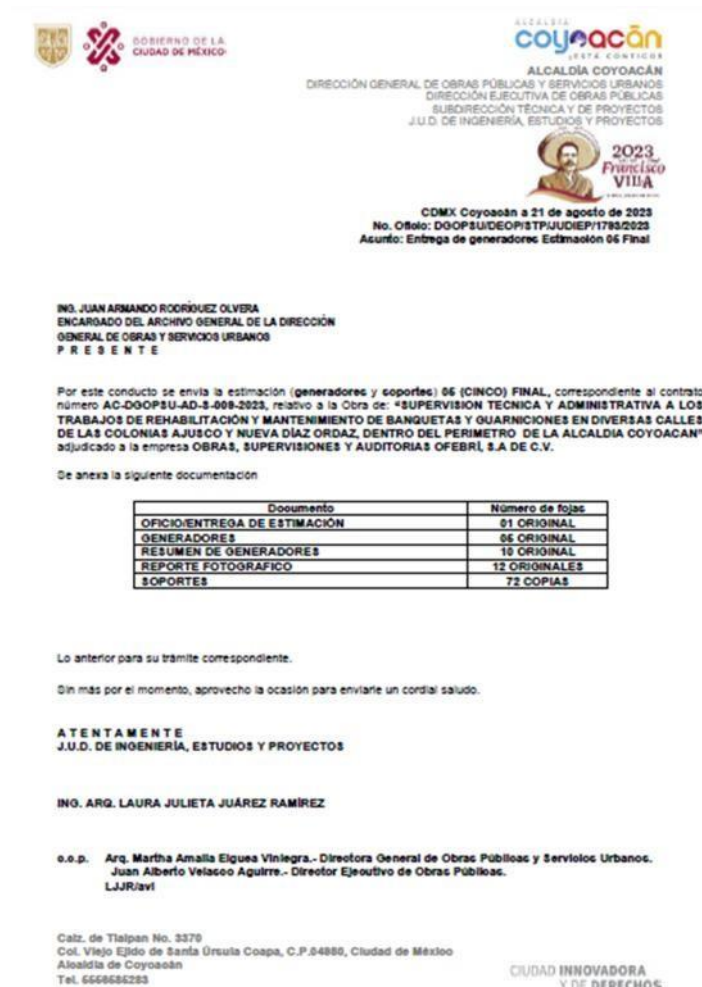 GOBIERNO DE LA
CIUDAD DE MÉXICO
ALCALDÍA
coyoacán
¡ESTÁ CONTIGO!
ALCALDÍA COYOACÁN
DIRECCIÓN GENERAL DE OBRAS PÚBLICAS Y SERVICIOS URBANOS
DIRECCIÓN EJECUTIVA DE OBRAS PÚBLICAS
SUBDIRECCIÓN TÉCNICA Y DE PROYECTOS
J.U.D. DE INGENIERÍA, ESTUDIOS Y PROYECTOS
2023
Francisco
VILLA
CDMX Coyoacán a 21 de agosto de 2023
No. Oficio: DGOPSU/DEOP/STP/JUDIEP/1793/2023
Asunto: Entrega de generadores Estimación 05 Final
ING. JUAN ARMANDO RODRÍGUEZ OLVERA
ENCARGADO DEL ARCHIVO GENERAL DE LA DIRECCIÓN
GENERAL DE OBRAS Y SERVICIOS URBANOS
P R E S E N T E
Por este conducto se envía la estimación (generadores y soportes) 05 (CINCO) FINAL, correspondiente al contrato
número AC-DGOPSU-AD-S-009-2023, relativo a la Obra de: “SUPERVISION TECNICA Y ADMINISTRATIVA A LOS
TRABAJOS DE REHABILITACIÓN Y MANTENIMIENTO DE BANQUETAS Y GUARNICIONES EN DIVERSAS CALLES
DE LAS COLONIAS AJUSCO Y NUEVA DÍAZ ORDAZ, DENTRO DEL PERIMETRO DE LA ALCALDIA COYOACAN”
adjudicado a la empresa OBRAS, SUPERVISIONES Y AUDITORIAS OFEBRÍ, S.A DE C.V.
Se anexa la siguiente documentación
Documento Número de fojas
OFICIO/ENTREGA DE ESTIMACIÓN 01 ORIGINAL
GENERADORES 05 ORIGINAL
RESUMEN DE GENERADORES 10 ORIGINAL
REPORTE FOTOGRAFICO 12 ORIGINALES
SOPORTES 72 COPIAS
Lo anterior para su trámite correspondiente.
Sin más por el momento, aprovecho la ocasión para enviarle un cordial saludo.
A T E N T A M E N T E
J.U.D. DE INGENIERÍA, ESTUDIOS Y PROYECTOS
ING. ARQ. LAURA JULIETA JUÁREZ RAMÍREZ
c.c.p. Arq. Martha Amalia Elguea Viniegra.- Directora General de Obras Públicas y Servicios Urbanos.
Juan Alberto Velasco Aguirre.- Director Ejecutivo de Obras Públicas.
LJJR/avl
Calz. de Tlalpan No. 3370
Col. Viejo Ejido de Santa Úrsula Coapa, C.P.04980, Ciudad de México
Alcaldía de Coyoacán
Tel.
CIUDAD INNOVADORA
Y DE DERECHOS